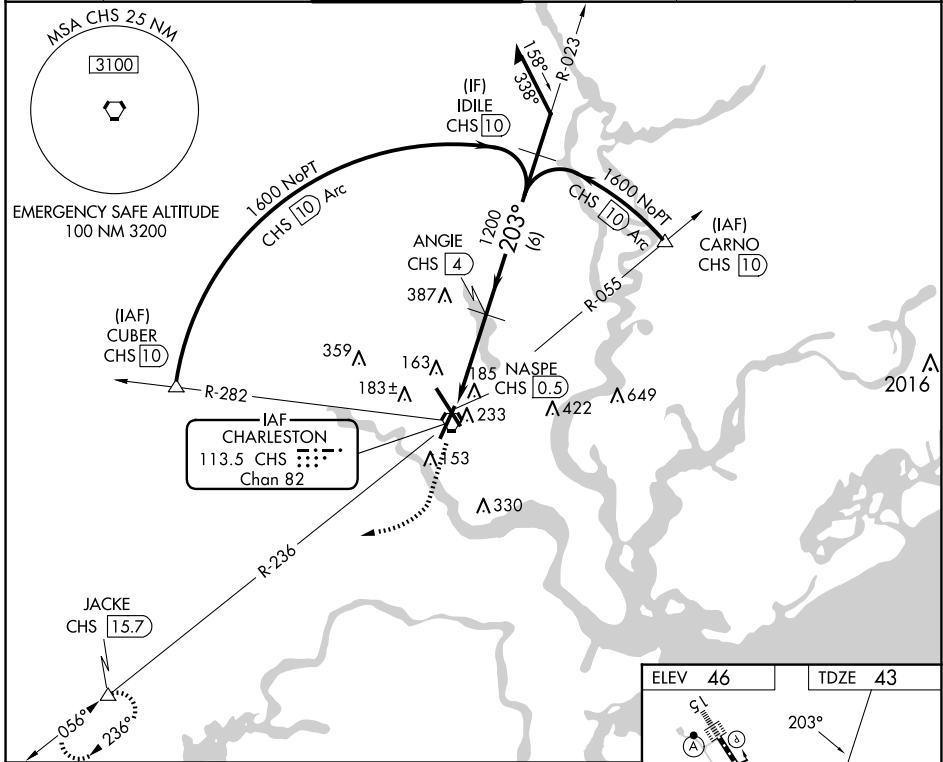 MSA CHS 25 NM
3100
EMERGENCY SAFE ALTITUDE
100 NM 3200
158°
338°
R-023
(IF)
IDILE
CHS 10
1600 NoPT
CHS 10 Arc
1600 NoPT
CHS 10 Arc
(IAF)
CARNO
CHS 10
1200
203°
(6)
ANGIE
CHS 4
387
R-055
(IAF)
CUBER
CHS 10
R-282
359
163
183±
185
NASPE
CHS 0.5
233
422
649
2016
IAF
CHARLESTON
113.5 CHS
Chan 82
153
330
R-236
JACKE
CHS 15.7
056°
236°
ELEV 46
TDZE 43
15
203°
A
P